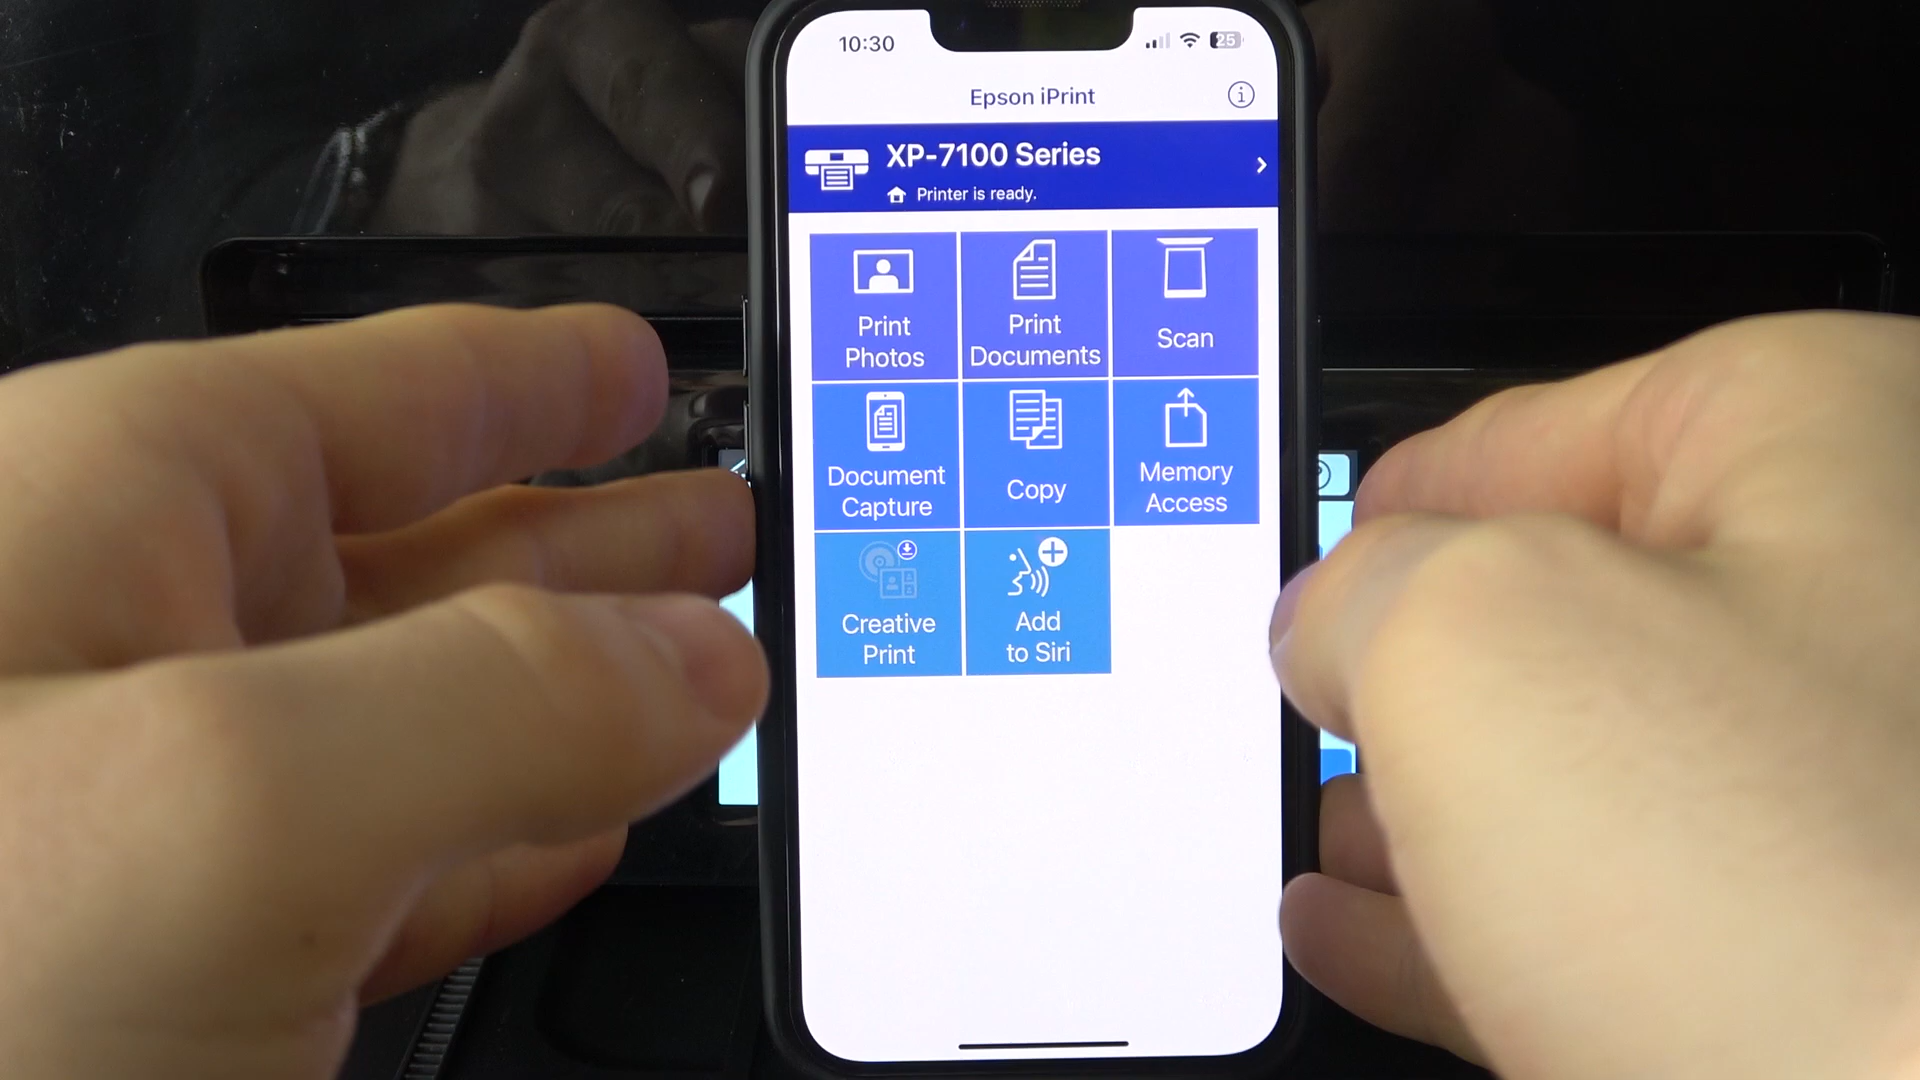 10:30
25
Epson iPrint
XP-7100 Series
Printer is ready.
Print
Photos
Print
Documents
Scan
Document
Capture
Copy
Memory
Access
Creative
Print
Add
to Siri